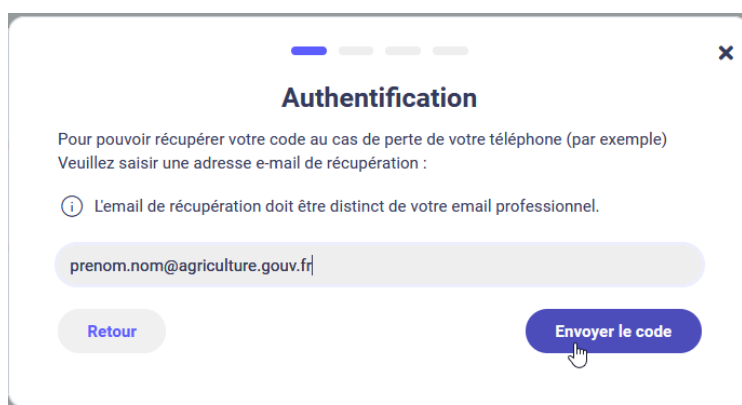 Authentification
Pour pouvoir récupérer votre code au cas de perte de votre téléphone (par exemple)
Veuillez saisir une adresse e-mail de récupération :
L'email de récupération doit être distinct de votre email professionnel.
prenom.nom@agriculture.gouv.fr
Retour
Envoyer le code